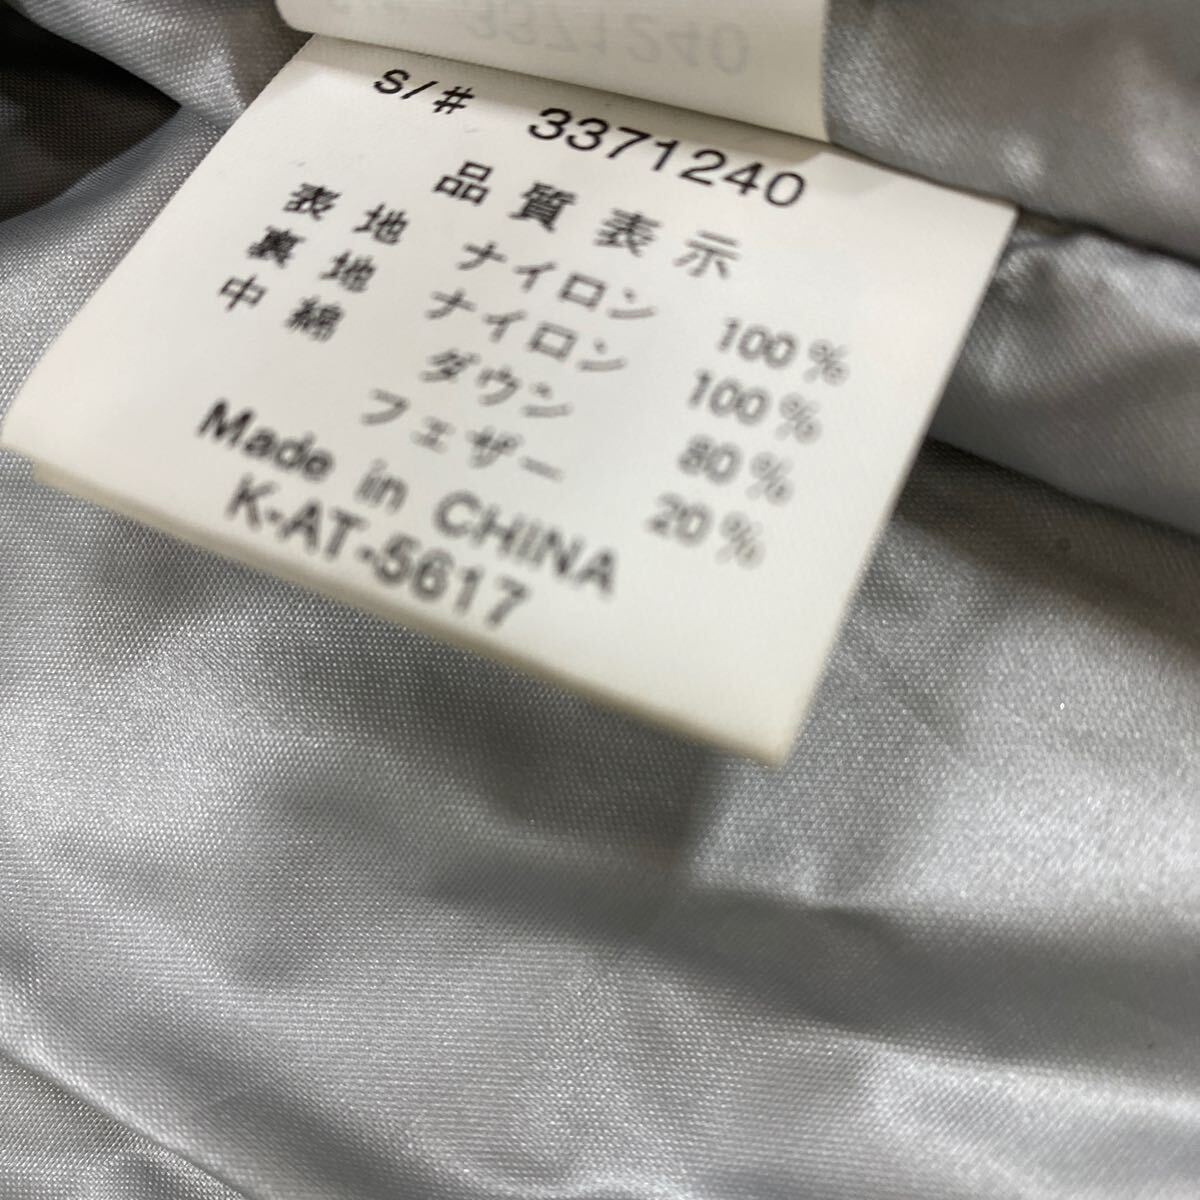 3371240
S/# 3371240
品質表示
表地 ナイロン 100%
裏地 ナイロン 100%
中綿 ダウン 80%
フェザー 20%
Made in CHINA
K-AT-5617